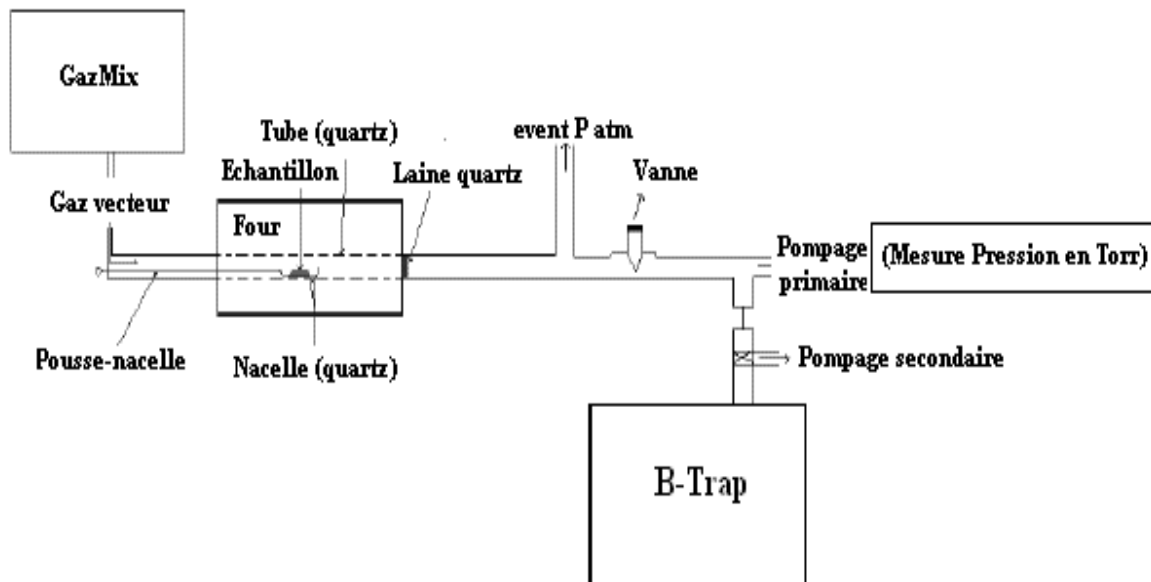 GazMix
Tube (quartz)
event P atm
Echantillon
Laine quartz
Vanne
Gaz vecteur
Four
Pompage
primaire
(Mesure Pression en Torr)
Pousse-nacelle
Nacelle (quartz)
Pompage secondaire
B-Trap